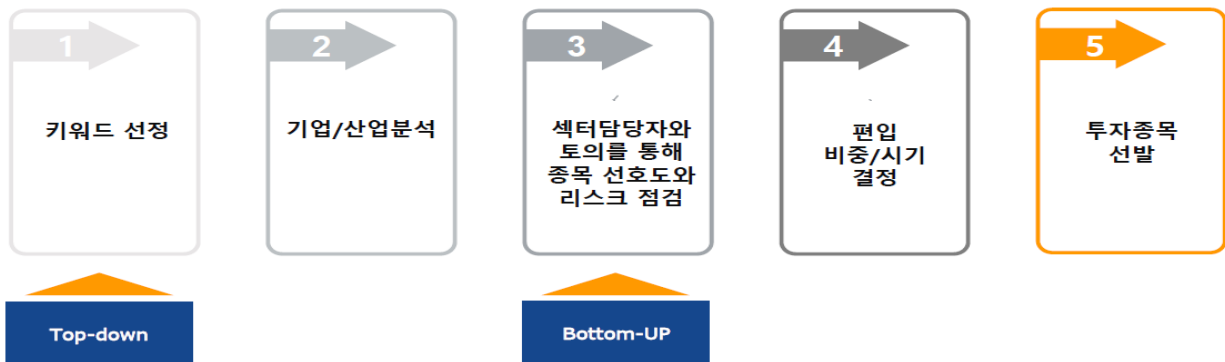 1
키워드 선정
2
기업/산업분석
3
섹터담당자와
토의를 통해
종목 선호도와
리스크 점검
4
편입
비중/시기
결정
5
투자종목
선발
Top-down
Bottom-UP